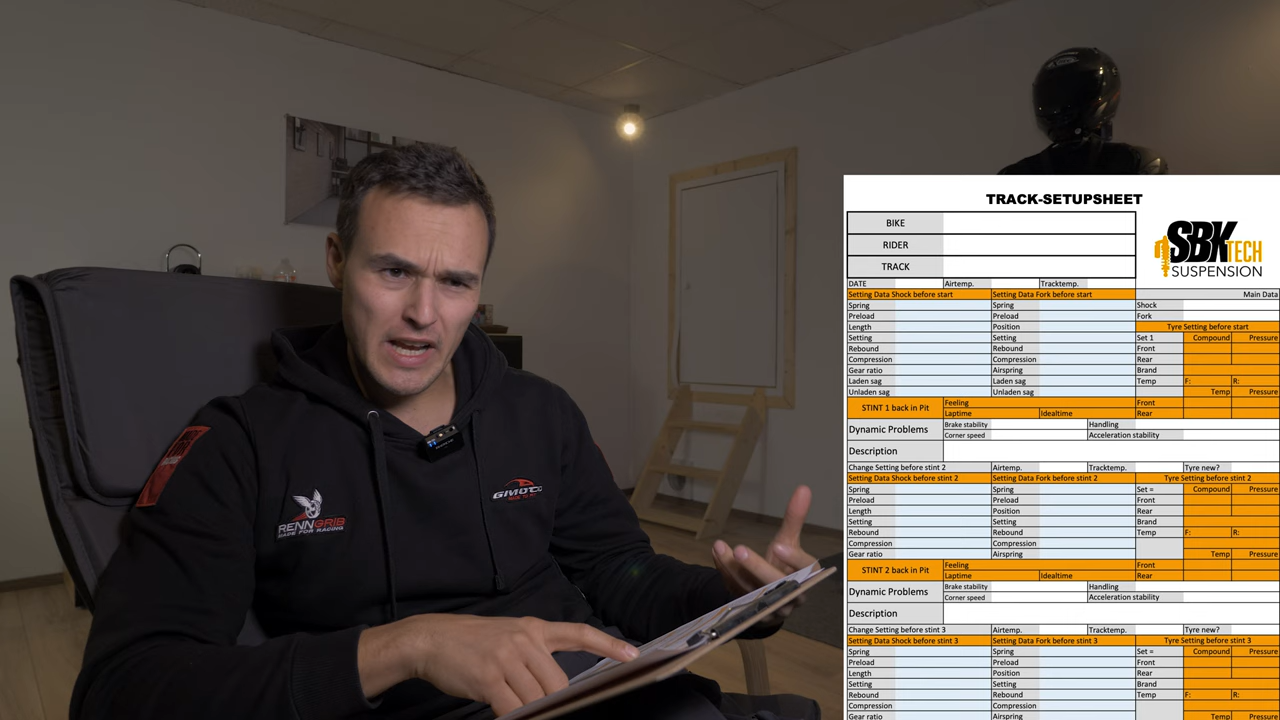 RENNGRIB
MADE FOR RACING
GMOTO
TRACK-SETUPSHEET
BIKE
RIDER
TRACK
SBK TECH
SUSPENSION
DATE Airtemp. Tracktemp.
Setting Data Shock before start Setting Data Fork before start Main Data
Spring Spring Shock
Preload Preload Fork
Length Position Tyre Setting before start
Setting Setting Set 1 Compound Pressure
Rebound Rebound Front
Compression Compression Rear
Gear ratio Airspring Brand
Laden sag Laden sag Temp F: R:
Unladen sag Unladen sag Temp Pressure
STINT 1 back in Pit Feeling Front
Laptime Idealtime Rear
Dynamic Problems Brake stability Handling
Corner speed Acceleration stability
Description
Change Setting before stint 2 Airtemp. Tracktemp. Tyre new?
Setting Data Shock before stint 2 Setting Data Fork before stint 2 Tyre Setting before stint 2
Spring Spring Set = Compound Pressure
Preload Preload Front
Length Position Rear
Setting Setting Brand
Rebound Rebound Temp F: R:
Compression Compression
Gear ratio Airspring Temp Pressure
STINT 2 back in Pit Feeling Front
Laptime Idealtime Rear
Dynamic Problems Brake stability Handling
Corner speed Acceleration stability
Description
Change Setting before stint 3 Airtemp. Tracktemp. Tyre new?
Setting Data Shock before stint 3 Setting Data Fork before stint 3 Tyre Setting before stint 3
Spring Spring Set = Compound Pressure
Preload Preload Front
Length Position Rear
Setting Setting Brand
Rebound Rebound Temp F: R:
Compression Compression
Gear ratio Airspring Temp Pressure